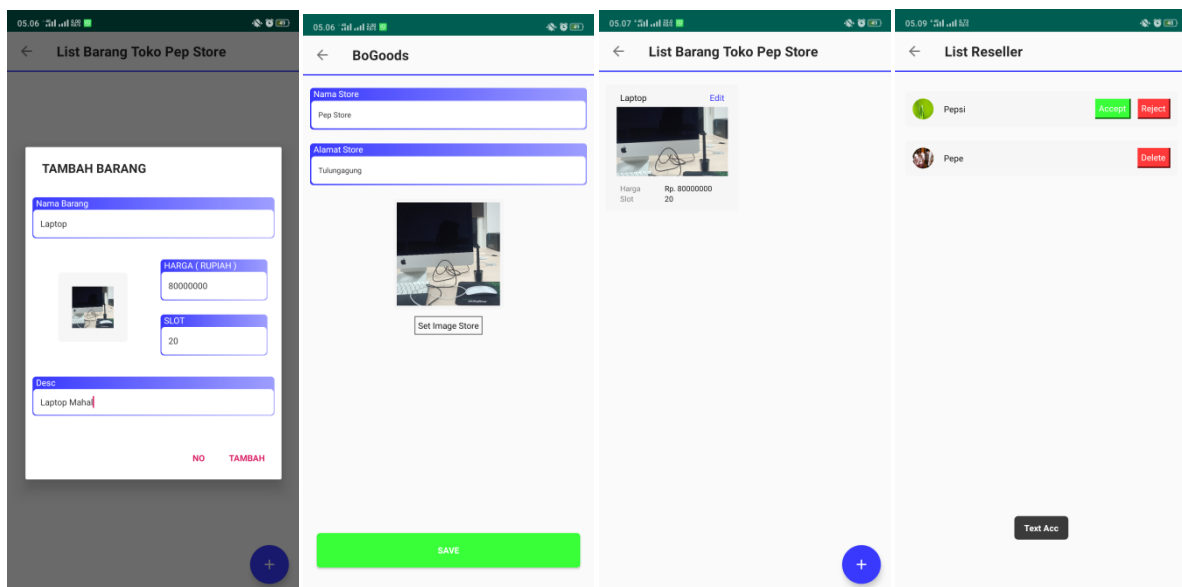 05.06
List Barang Toko Pep Store
TAMBAH BARANG
Nama Barang
Laptop
HARGA ( RUPIAH )
80000000
SLOT
20
Desc
Laptop Mahal
NO TAMBAH
+
05.06
BoGoods
Nama Store
Pep Store
Alamat Store
Tulungagung
Set Image Store
SAVE
05.07
List Barang Toko Pep Store
Laptop Edit
Harga Rp. 80000000
Slot 20
+
05.09
List Reseller
Pepsi Accept Reject
Pepe Delete
Text Acc